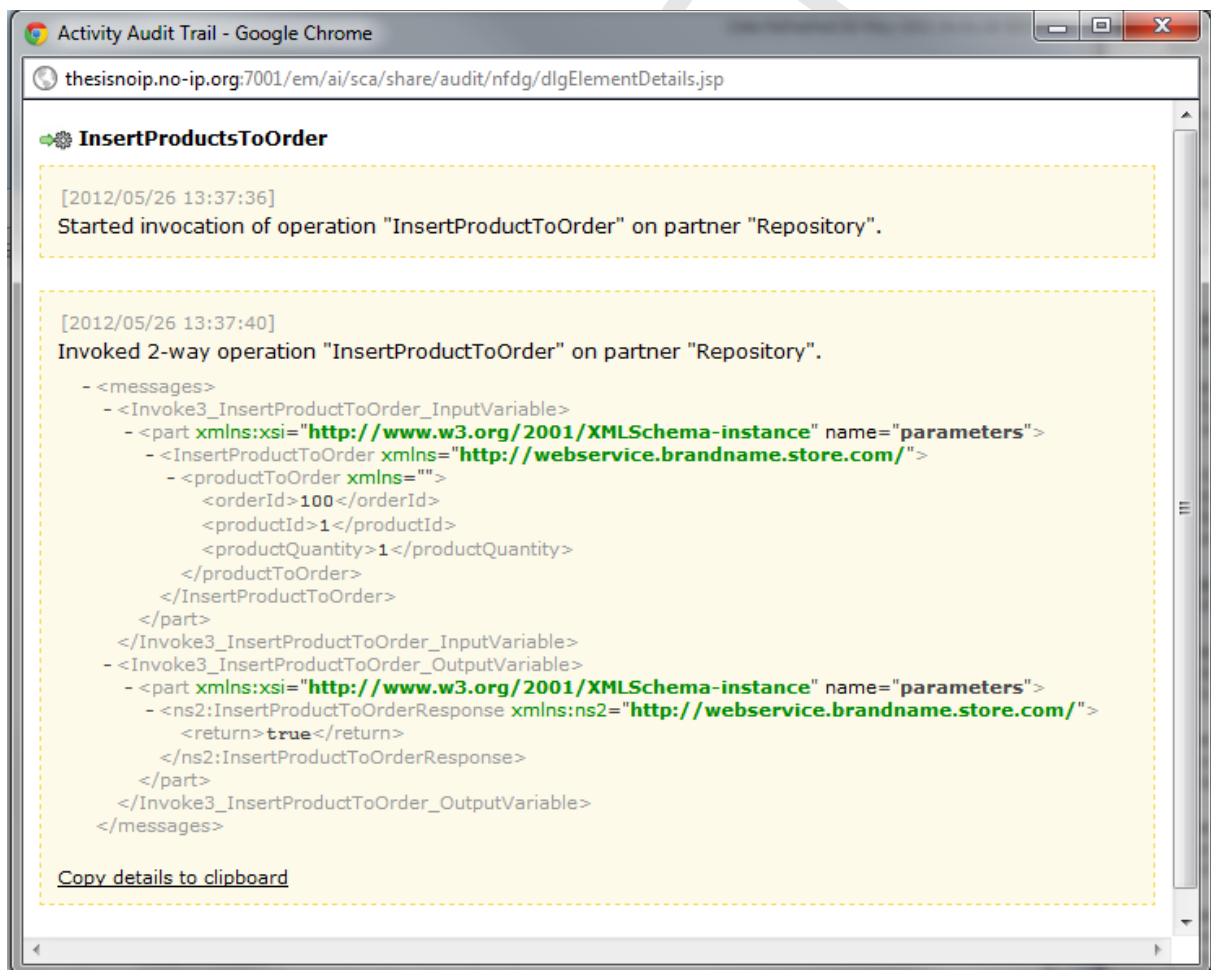 Activity Audit Trail - Google Chrome
thesisnoip.no-ip.org:7001/em/ai/sca/share/audit/nfdg/dlgElementDetails.jsp
InsertProductsToOrder
[2012/05/26 13:37:36]
Started invocation of operation "InsertProductToOrder" on partner "Repository".
[2012/05/26 13:37:40]
Invoked 2-way operation "InsertProductToOrder" on partner "Repository".
- <messages>
- <Invoke3_InsertProductToOrder_InputVariable>
- <part xmlns:xsi="http://www.w3.org/2001/XMLSchema-instance" name="parameters">
- <InsertProductToOrder xmlns="http://webservice.brandname.store.com/">
- <productToOrder xmlns="">
<orderId>100</orderId>
<productId>1</productId>
<productQuantity>1</productQuantity>
</productToOrder>
</InsertProductToOrder>
</part>
</Invoke3_InsertProductToOrder_InputVariable>
- <Invoke3_InsertProductToOrder_OutputVariable>
- <part xmlns:xsi="http://www.w3.org/2001/XMLSchema-instance" name="parameters">
- <ns2:InsertProductToOrderResponse xmlns:ns2="http://webservice.brandname.store.com/">
<return>true</return>
</ns2:InsertProductToOrderResponse>
</part>
</Invoke3_InsertProductToOrder_OutputVariable>
</messages>
Copy details to clipboard